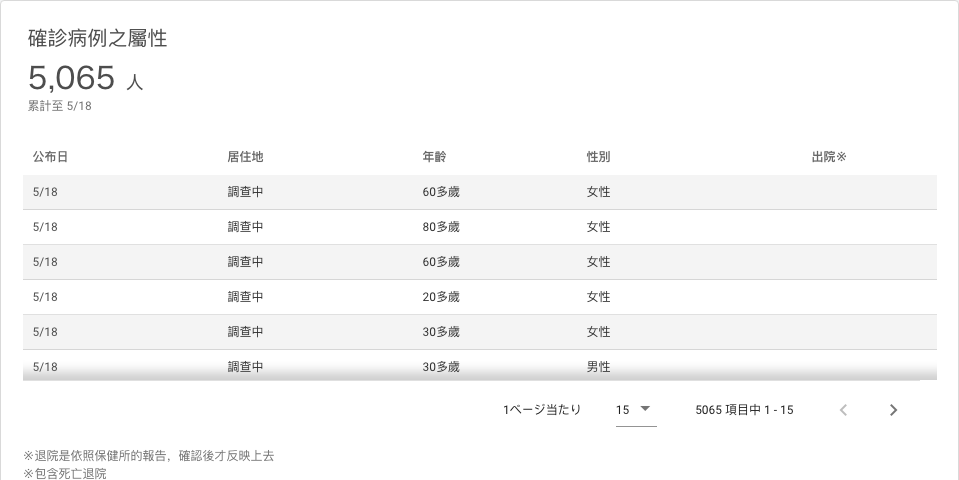 確診病例之屬性
5,065 人
累計至 5/18
公布日 居住地 年齡 性別 出院※
5/18 調查中 60多歲 女性
5/18 調查中 80多歲 女性
5/18 調查中 60多歲 女性
5/18 調查中 20多歲 女性
5/18 調查中 30多歲 女性
5/18 調查中 30多歲 男性
1ページ当たり 15 5065 項目中 1 - 15
※退院是依照保健所的報告，確認後才反映上去
※包含死亡退院